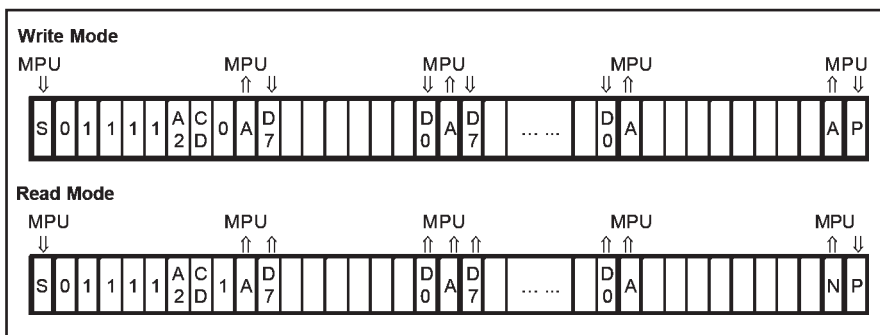 Write Mode
MPU MPU MPU MPU MPU
⇓ ⇑ ⇓ ⇓ ⇑ ⇓ ⇓ ⇑ ⇑ ⇓
S 0 1 1 1 1 A2 CD 0 A D7 D0 A D7 ... ... D0 A A P
Read Mode
MPU MPU MPU MPU MPU
⇓ ⇑ ⇑ ⇑ ⇑ ⇑ ⇑ ⇑ ⇑ ⇓
S 0 1 1 1 1 A2 CD 1 A D7 D0 A D7 ... ... D0 A N P